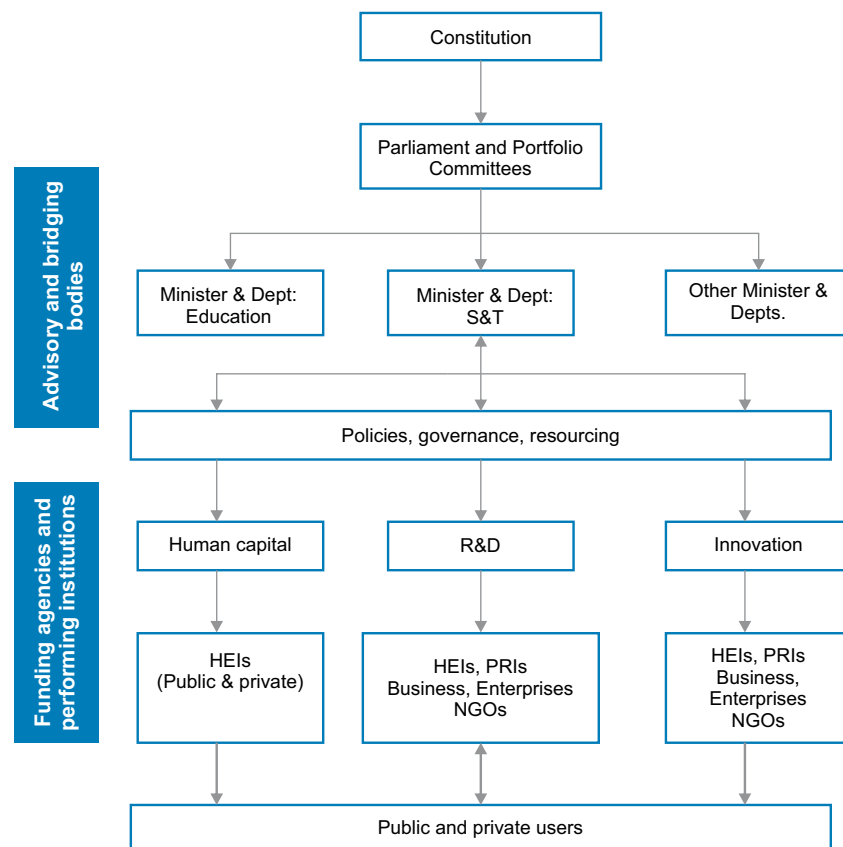 Constitution
Parliament and Portfolio
Committees
Advisory and bridging
bodies
Minister & Dept:
Education
Minister & Dept:
S&T
Other Minister &
Depts.
Policies, governance, resourcing
Funding agencies and
performing institutions
Human capital
R&D
Innovation
HEIs
(Public & private)
HEIs, PRIs
Business, Enterprises
NGOs
HEIs, PRIs
Business,
Enterprises
NGOs
Public and private users